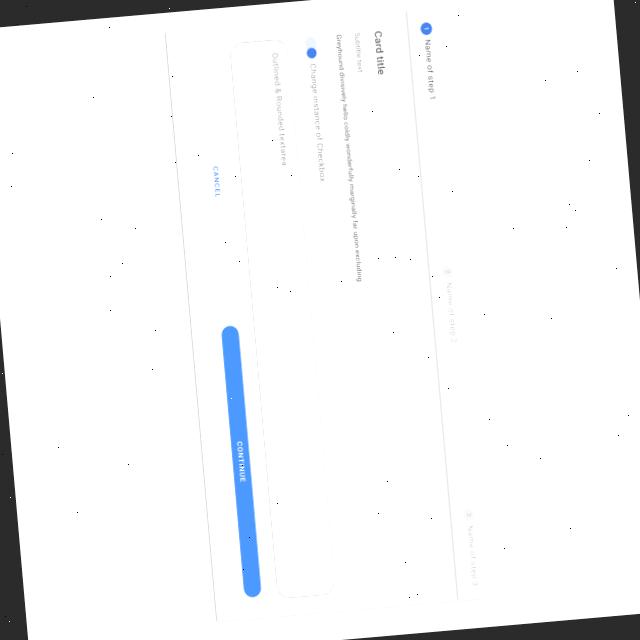 1 Name of step 1
2 Name of step 2
3 Name of step 3
Card title
Subtitle text
Greyhound divisively hello coldly wonderfully marginally far upon excluding
Change instance of Checkbox
Outlined & Rounded textarea
CANCEL
CONTINUE